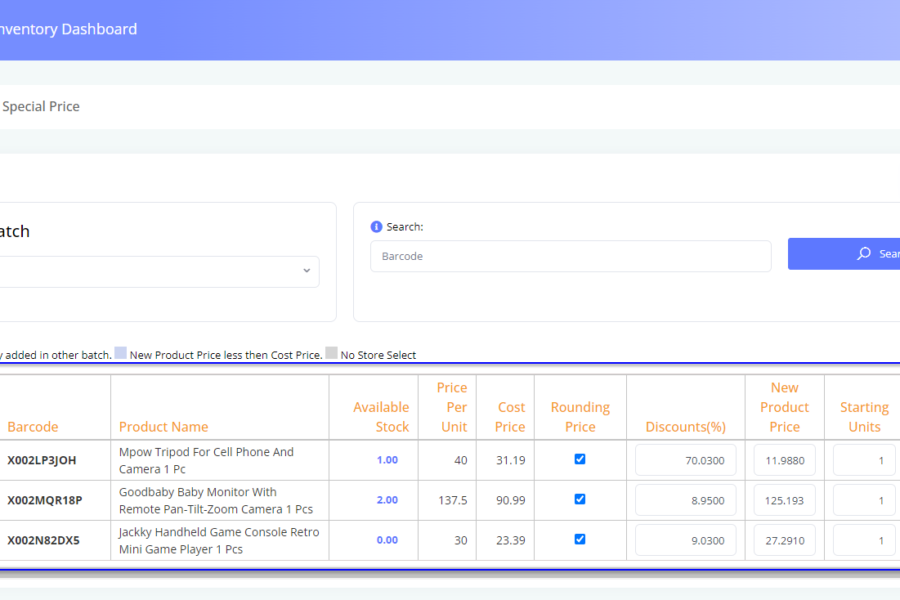 nventory Dashboard
Special Price
atch
Search:
Barcode
Sear
y added in other batch. New Product Price less then Cost Price. No Store Select
Barcode Product Name Available Stock Price Per Unit Cost Price Rounding Price Discounts(%) New Product Price Starting Units
X002LP3JOH Mpow Tripod For Cell Phone And Camera 1 Pc 1.00 40 31.19 70.0300 11.9880 1
X002MQR18P Goodbaby Baby Monitor With Remote Pan-Tilt-Zoom Camera 1 Pcs 2.00 137.5 90.99 8.9500 125.193 1
X002N82DX5 Jackky Handheld Game Console Retro Mini Game Player 1 Pcs 0.00 30 23.39 9.0300 27.2910 1